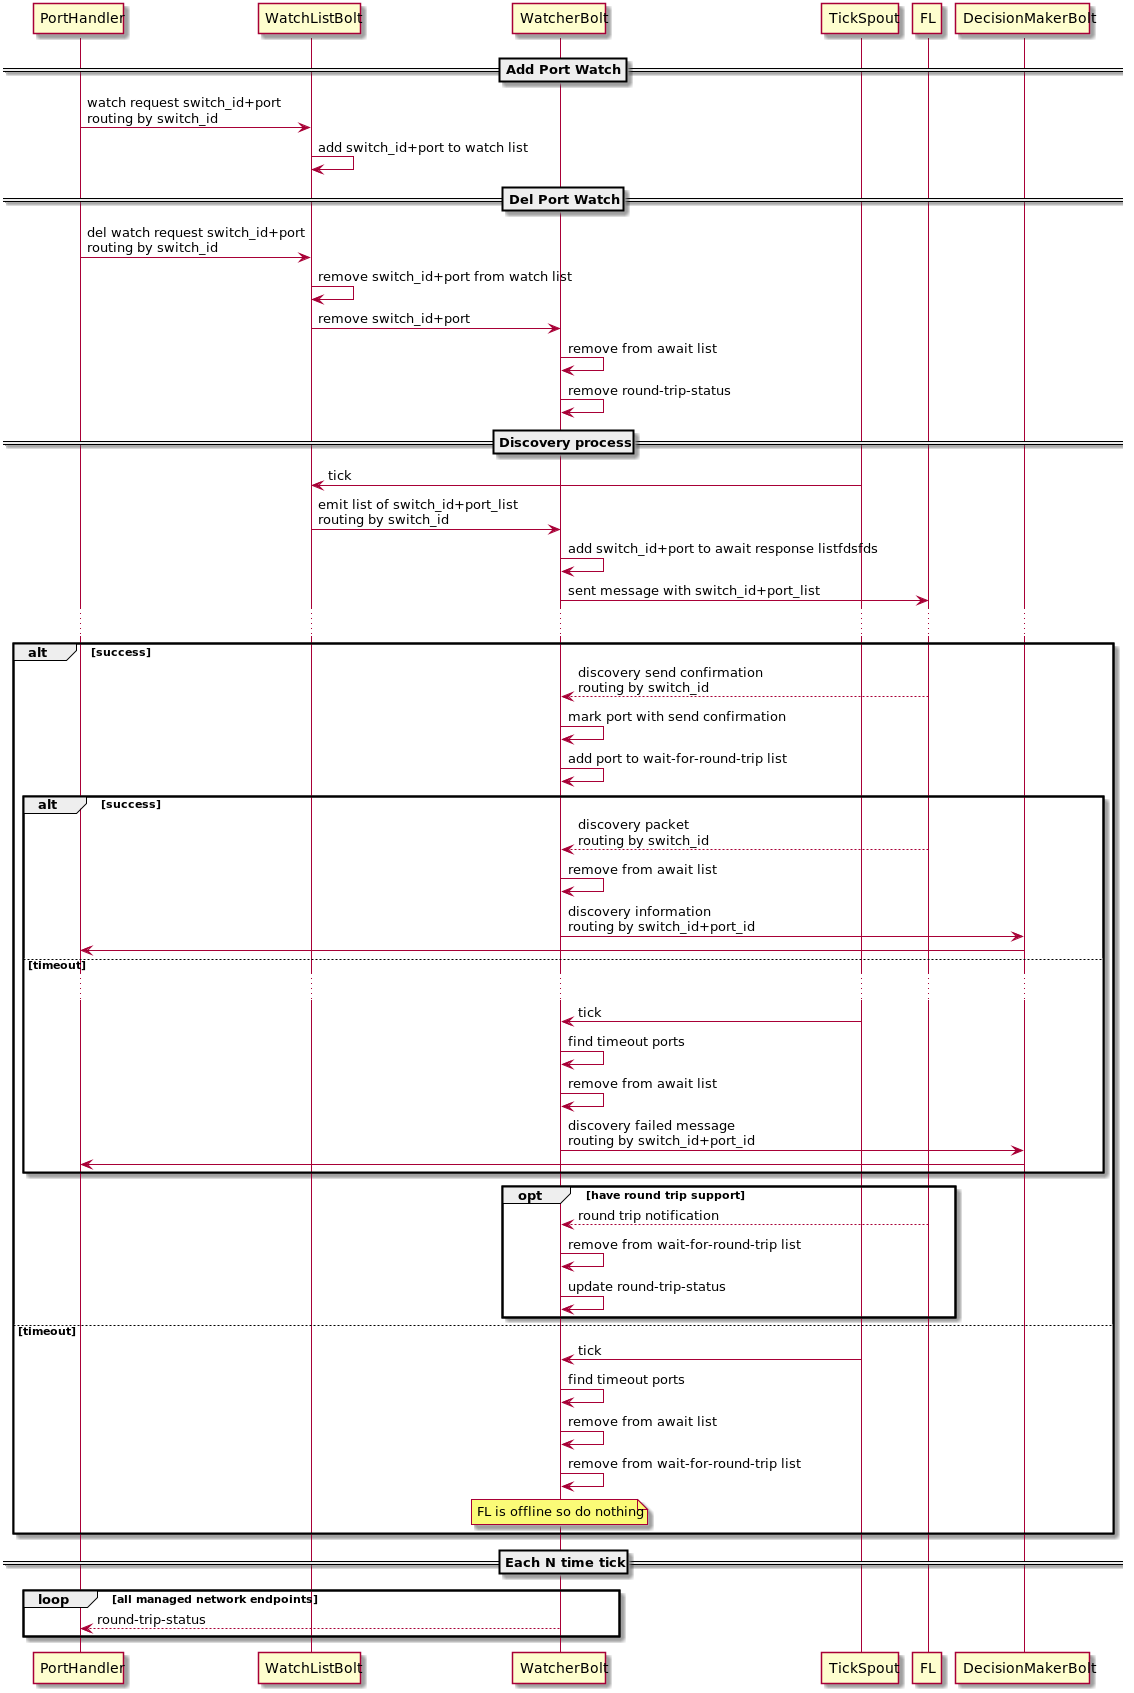 PortHandler WatchListBolt WatcherBolt TickSpout FL DecisionMakerBolt
Add Port Watch
watch request switch_id+port
routing by switch_id
add switch_id+port to watch list
Del Port Watch
del watch request switch_id+port
routing by switch_id
remove switch_id+port from watch list
remove switch_id+port
remove from await list
remove round-trip-status
Discovery process
tick
emit list of switch_id+port_list
routing by switch_id
add switch_id+port to await response listfdsfds
sent message with switch_id+port_list
alt [success]
discovery send confirmation
routing by switch_id
mark port with send confirmation
add port to wait-for-round-trip list
alt [success]
discovery packet
routing by switch_id
remove from await list
discovery information
routing by switch_id+port_id
[timeout]
tick
find timeout ports
remove from await list
discovery failed message
routing by switch_id+port_id
opt [have round trip support]
round trip notification
remove from wait-for-round-trip list
update round-trip-status
[timeout]
tick
find timeout ports
remove from await list
remove from wait-for-round-trip list
FL is offline so do nothing
Each N time tick
loop [all managed network endpoints]
round-trip-status
PortHandler WatchListBolt WatcherBolt TickSpout FL DecisionMakerBolt